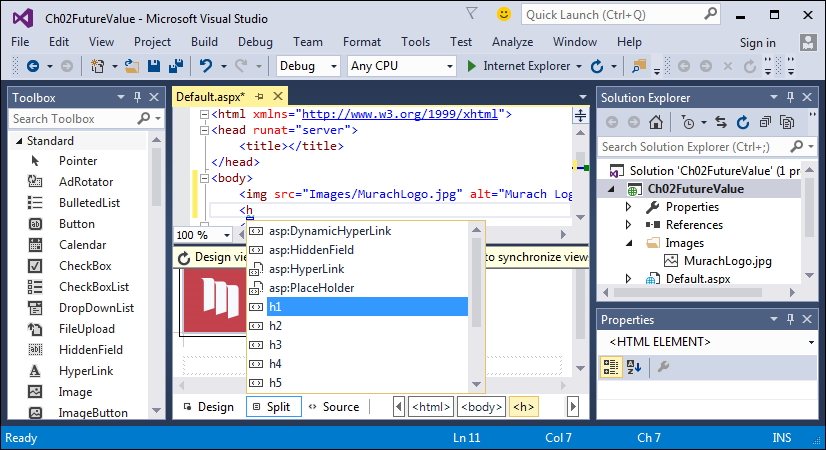 Ch02FutureValue - Microsoft Visual Studio
Quick Launch (Ctrl+Q)
File Edit View Project Build Debug Team Format Tools Test Analyze Window Help Sign in
Debug Any CPU Internet Explorer
Toolbox
Search Toolbox
Standard
Pointer
AdRotator
BulletedList
Button
Calendar
CheckBox
CheckBoxList
DropDownList
FileUpload
HiddenField
HyperLink
Image
ImageButton
Default.aspx*
<html xmlns="http://www.w3.org/1999/xhtml">
<head runat="server">
<title></title>
</head>
<body>
<img src="Images/MurachLogo.jpg" alt="Murach Log
<h
100 %
asp:DynamicHyperLink
asp:HiddenField
asp:HyperLink
asp:PlaceHolder
h1
h2
h3
h4
h5
Design vie
to synchronize views
Design Split Source <html> <body> <h>
Solution Explorer
Search Solution Explorer (Ctrl+;)
Solution 'Ch02FutureValue' (1 pr
Ch02FutureValue
Properties
References
Images
MurachLogo.jpg
Default.aspx
Properties
<HTML ELEMENT>
Ready Ln 11 Col 7 Ch 7 INS